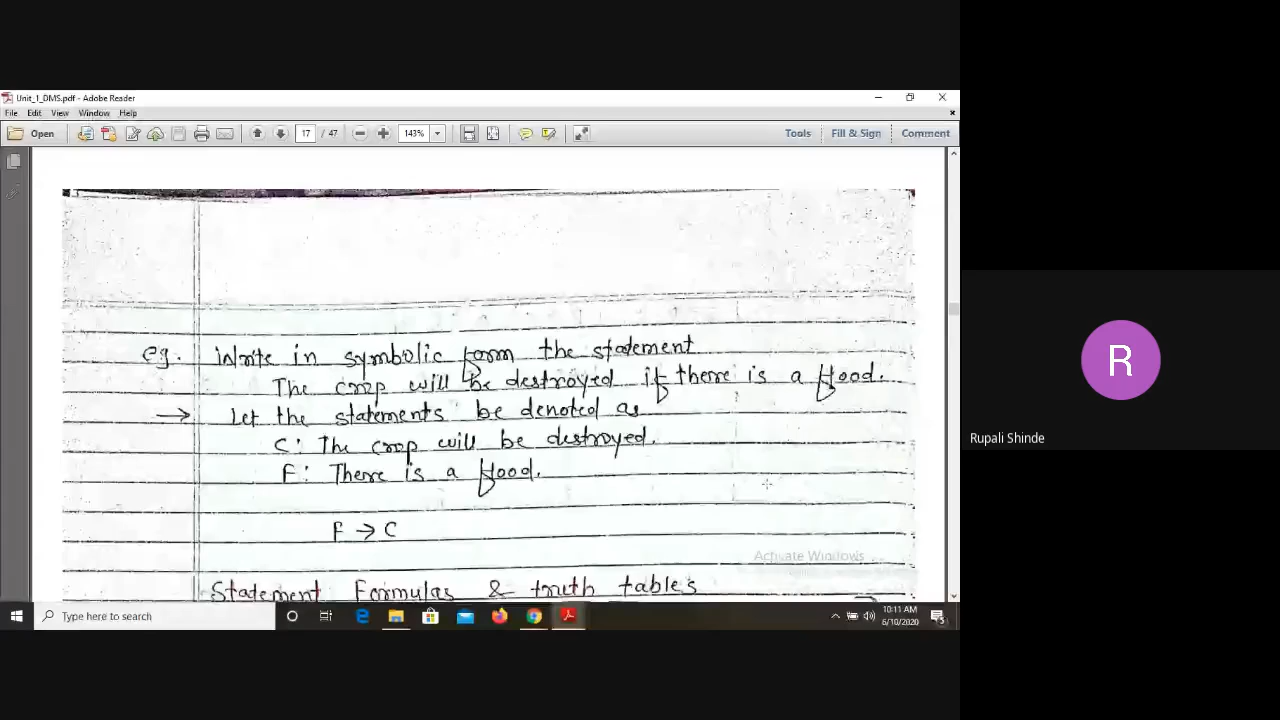 Unit_1_DMS.pdf - Adobe Reader
File Edit View Window Help
Open 17 / 47 143% Tools Fill & Sign Comment
eg. Write in symbolic form the statement
The crop will be destroyed if there is a flood.
→ Let the statements be denoted as
C: The crop will be destroyed.
F: There is a flood.
F → C
Activate Windows
Statement Formulas & truth tables
R
Rupali Shinde
Type here to search
10:11 AM
6/10/2020